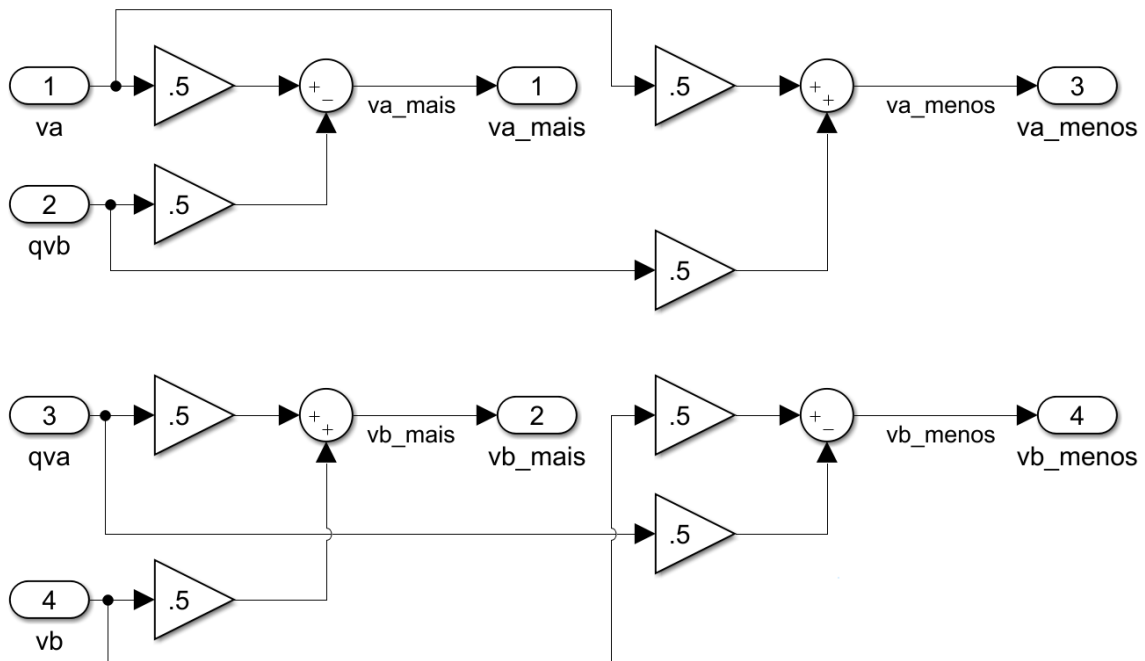 1
va
.5
+
−
va_mais
1
va_mais
.5
+
+
va_menos
3
va_menos
2
qvb
.5
.5
3
qva
.5
+
+
vb_mais
2
vb_mais
.5
+
−
vb_menos
4
vb_menos
.5
4
vb
.5